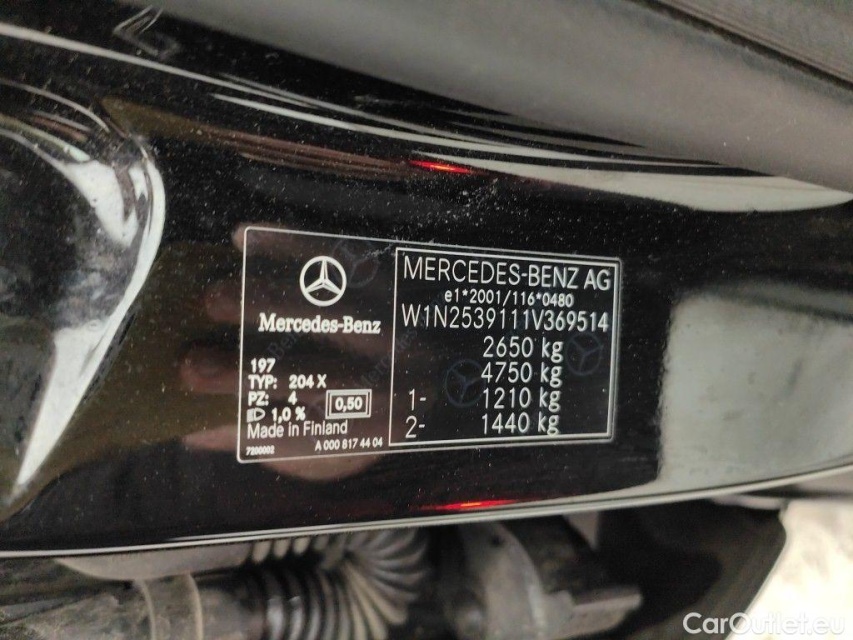 Mercedes-Benz
197
TYP: 204 X
PZ: 4
1,0 %
0,50
Made in Finland
7200002
A 000 817 44 04
MERCEDES-BENZ AG
e1*2001/116*0480
W1N2539111V369514
2650 kg
4750 kg
1- 1210 kg
2- 1440 kg
CarOutlet.eu